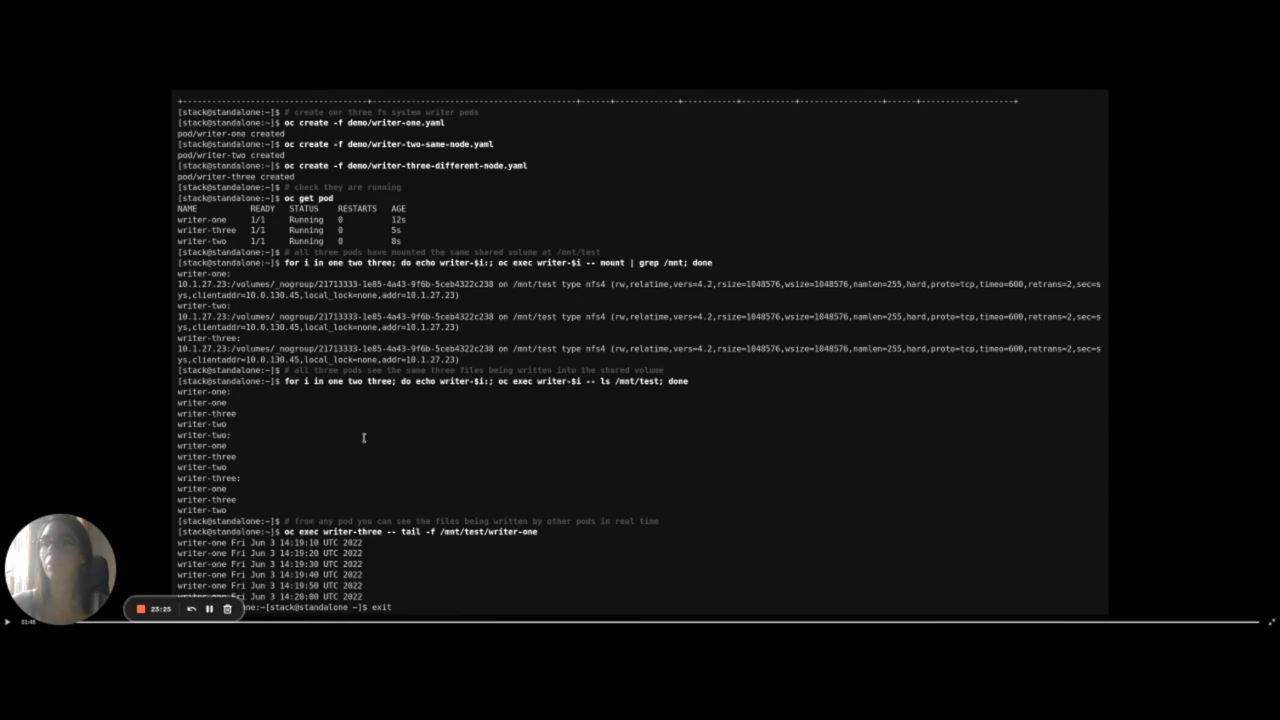 +-----------------------------------+---------------------------------------+------+------------+----------+-----------+----------------+------+------------------+
[stack@standalone:~]$ # create our three fs system writer pods
[stack@standalone:~]$ oc create -f demo/writer-one.yaml
pod/writer-one created
[stack@standalone:~]$ oc create -f demo/writer-two-same-node.yaml
pod/writer-two created
[stack@standalone:~]$ oc create -f demo/writer-three-different-node.yaml
pod/writer-three created
[stack@standalone:~]$ # check they are running
[stack@standalone:~]$ oc get pod
NAME READY STATUS RESTARTS AGE
writer-one 1/1 Running 0 12s
writer-three 1/1 Running 0 5s
writer-two 1/1 Running 0 8s
[stack@standalone:~]$ # all three pods have mounted the same shared volume at /mnt/test
[stack@standalone:~]$ for i in one two three; do echo writer-$i:; oc exec writer-$i -- mount | grep /mnt; done
writer-one:
10.1.27.23:/volumes/_nogroup/21713333-1e85-4a43-9f6b-5ceb4322c238 on /mnt/test type nfs4 (rw,relatime,vers=4.2,rsize=1048576,wsize=1048576,namlen=255,hard,proto=tcp,timeo=600,retrans=2,sec=s
ys,clientaddr=10.0.130.45,local_lock=none,addr=10.1.27.23)
writer-two:
10.1.27.23:/volumes/_nogroup/21713333-1e85-4a43-9f6b-5ceb4322c238 on /mnt/test type nfs4 (rw,relatime,vers=4.2,rsize=1048576,wsize=1048576,namlen=255,hard,proto=tcp,timeo=600,retrans=2,sec=s
ys,clientaddr=10.0.130.45,local_lock=none,addr=10.1.27.23)
writer-three:
10.1.27.23:/volumes/_nogroup/21713333-1e85-4a43-9f6b-5ceb4322c238 on /mnt/test type nfs4 (rw,relatime,vers=4.2,rsize=1048576,wsize=1048576,namlen=255,hard,proto=tcp,timeo=600,retrans=2,sec=s
ys,clientaddr=10.0.130.45,local_lock=none,addr=10.1.27.23)
[stack@standalone:~]$ # all three pods see the same three files being written into the shared volume
[stack@standalone:~]$ for i in one two three; do echo writer-$i:; oc exec writer-$i -- ls /mnt/test; done
writer-one:
writer-one
writer-three
writer-two
writer-two:
writer-one
writer-three
writer-two
writer-three:
writer-one
writer-three
writer-two
[stack@standalone:~]$ # from any pod you can see the files being written by other pods in real time
[stack@standalone:~]$ oc exec writer-three -- tail -f /mnt/test/writer-one
writer-one Fri Jun 3 14:19:10 UTC 2022
writer-one Fri Jun 3 14:19:20 UTC 2022
writer-one Fri Jun 3 14:19:30 UTC 2022
writer-one Fri Jun 3 14:19:40 UTC 2022
writer-one Fri Jun 3 14:19:50 UTC 2022
writer-one Fri Jun 3 14:20:00 UTC 2022
ne:~[stack@standalone ~]$ exit
23:25